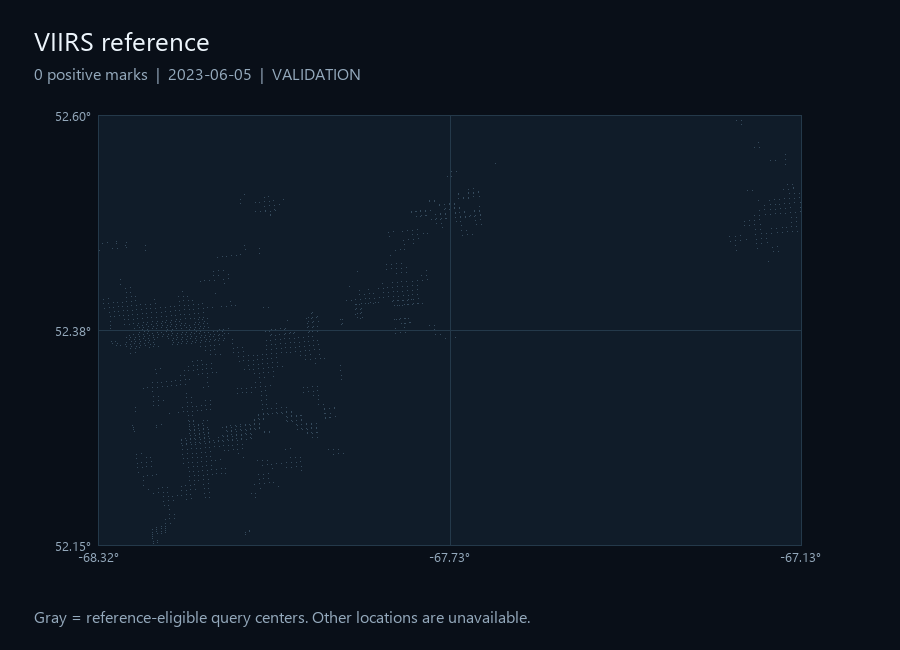 VIIRS reference
0 positive marks | 2023-06-05 | VALIDATION
52.60°
52.38°
52.15°
-68.32°
-67.73°
-67.13°
Gray = reference-eligible query centers. Other locations are unavailable.